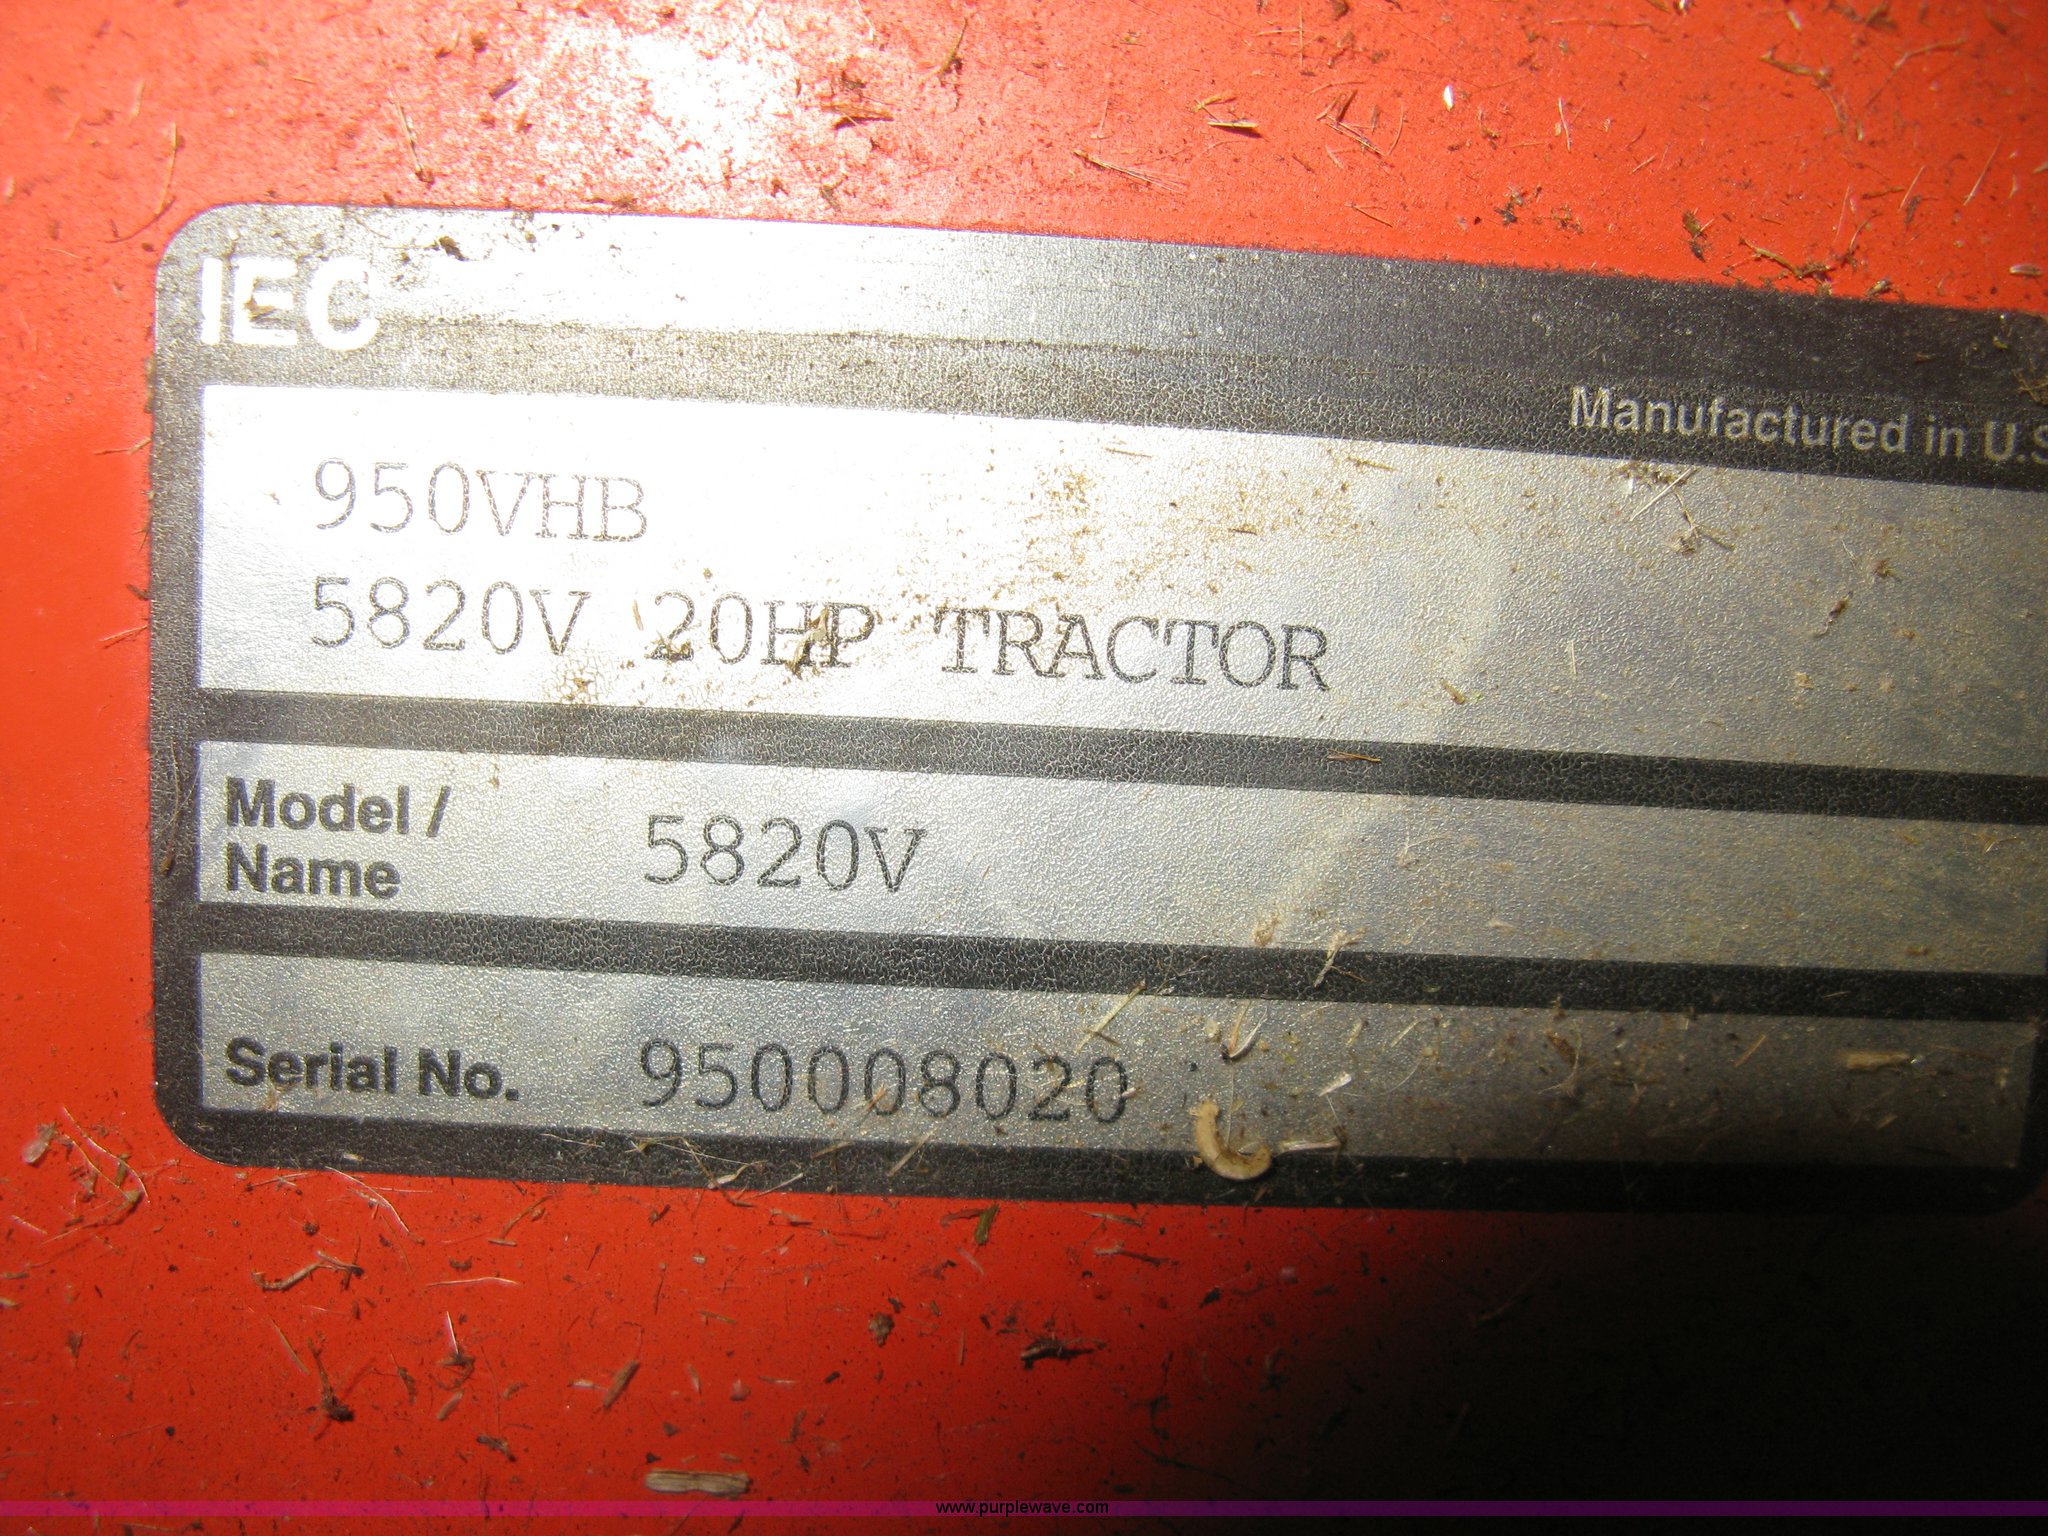 IEC
Manufactured in U.S
950VHB
5820V 20HP TRACTOR
Model /
Name
5820V
Serial No.
950008020
www.purplewave.com